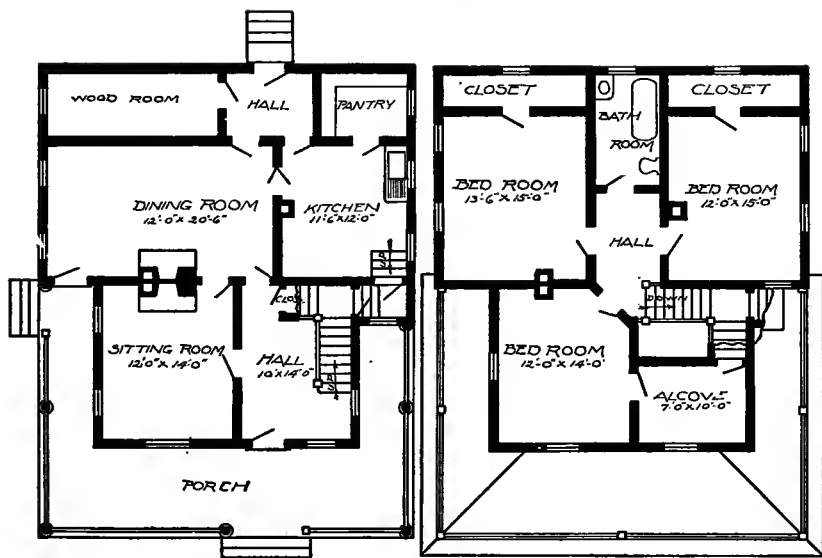 WOOD ROOM
HALL
PANTRY
DINING ROOM
12'-0" X 20'-6"
KITCHEN
11'-6" X 12'-0"
UP
CLOS.
SITTING ROOM
12'-0" X 14'-0"
HALL
10' X 14'-0"
UP
PORCH
CLOSET
BATH
ROOM
CLOSET
BED ROOM
13'-6" X 15'-0"
BED ROOM
12'-0" X 15'-0"
HALL
DOWN
BED ROOM
12'-0" X 14'-0"
ALCOVE
7'-0" X 10'-0"